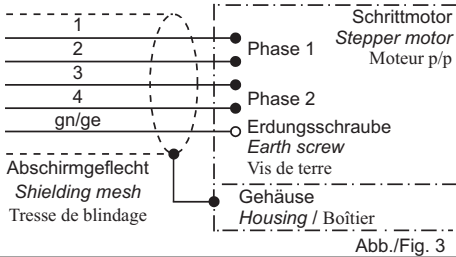 1
2
3
4
gn/ge
Phase 1
Phase 2
Schrittmotor
Stepper motor
Moteur p/p
Erdungsschraube
Earth screw
Vis de terre
Abschirmgeflecht
Shielding mesh
Tresse de blindage
Gehäuse
Housing / Boîtier
Abb./Fig. 3